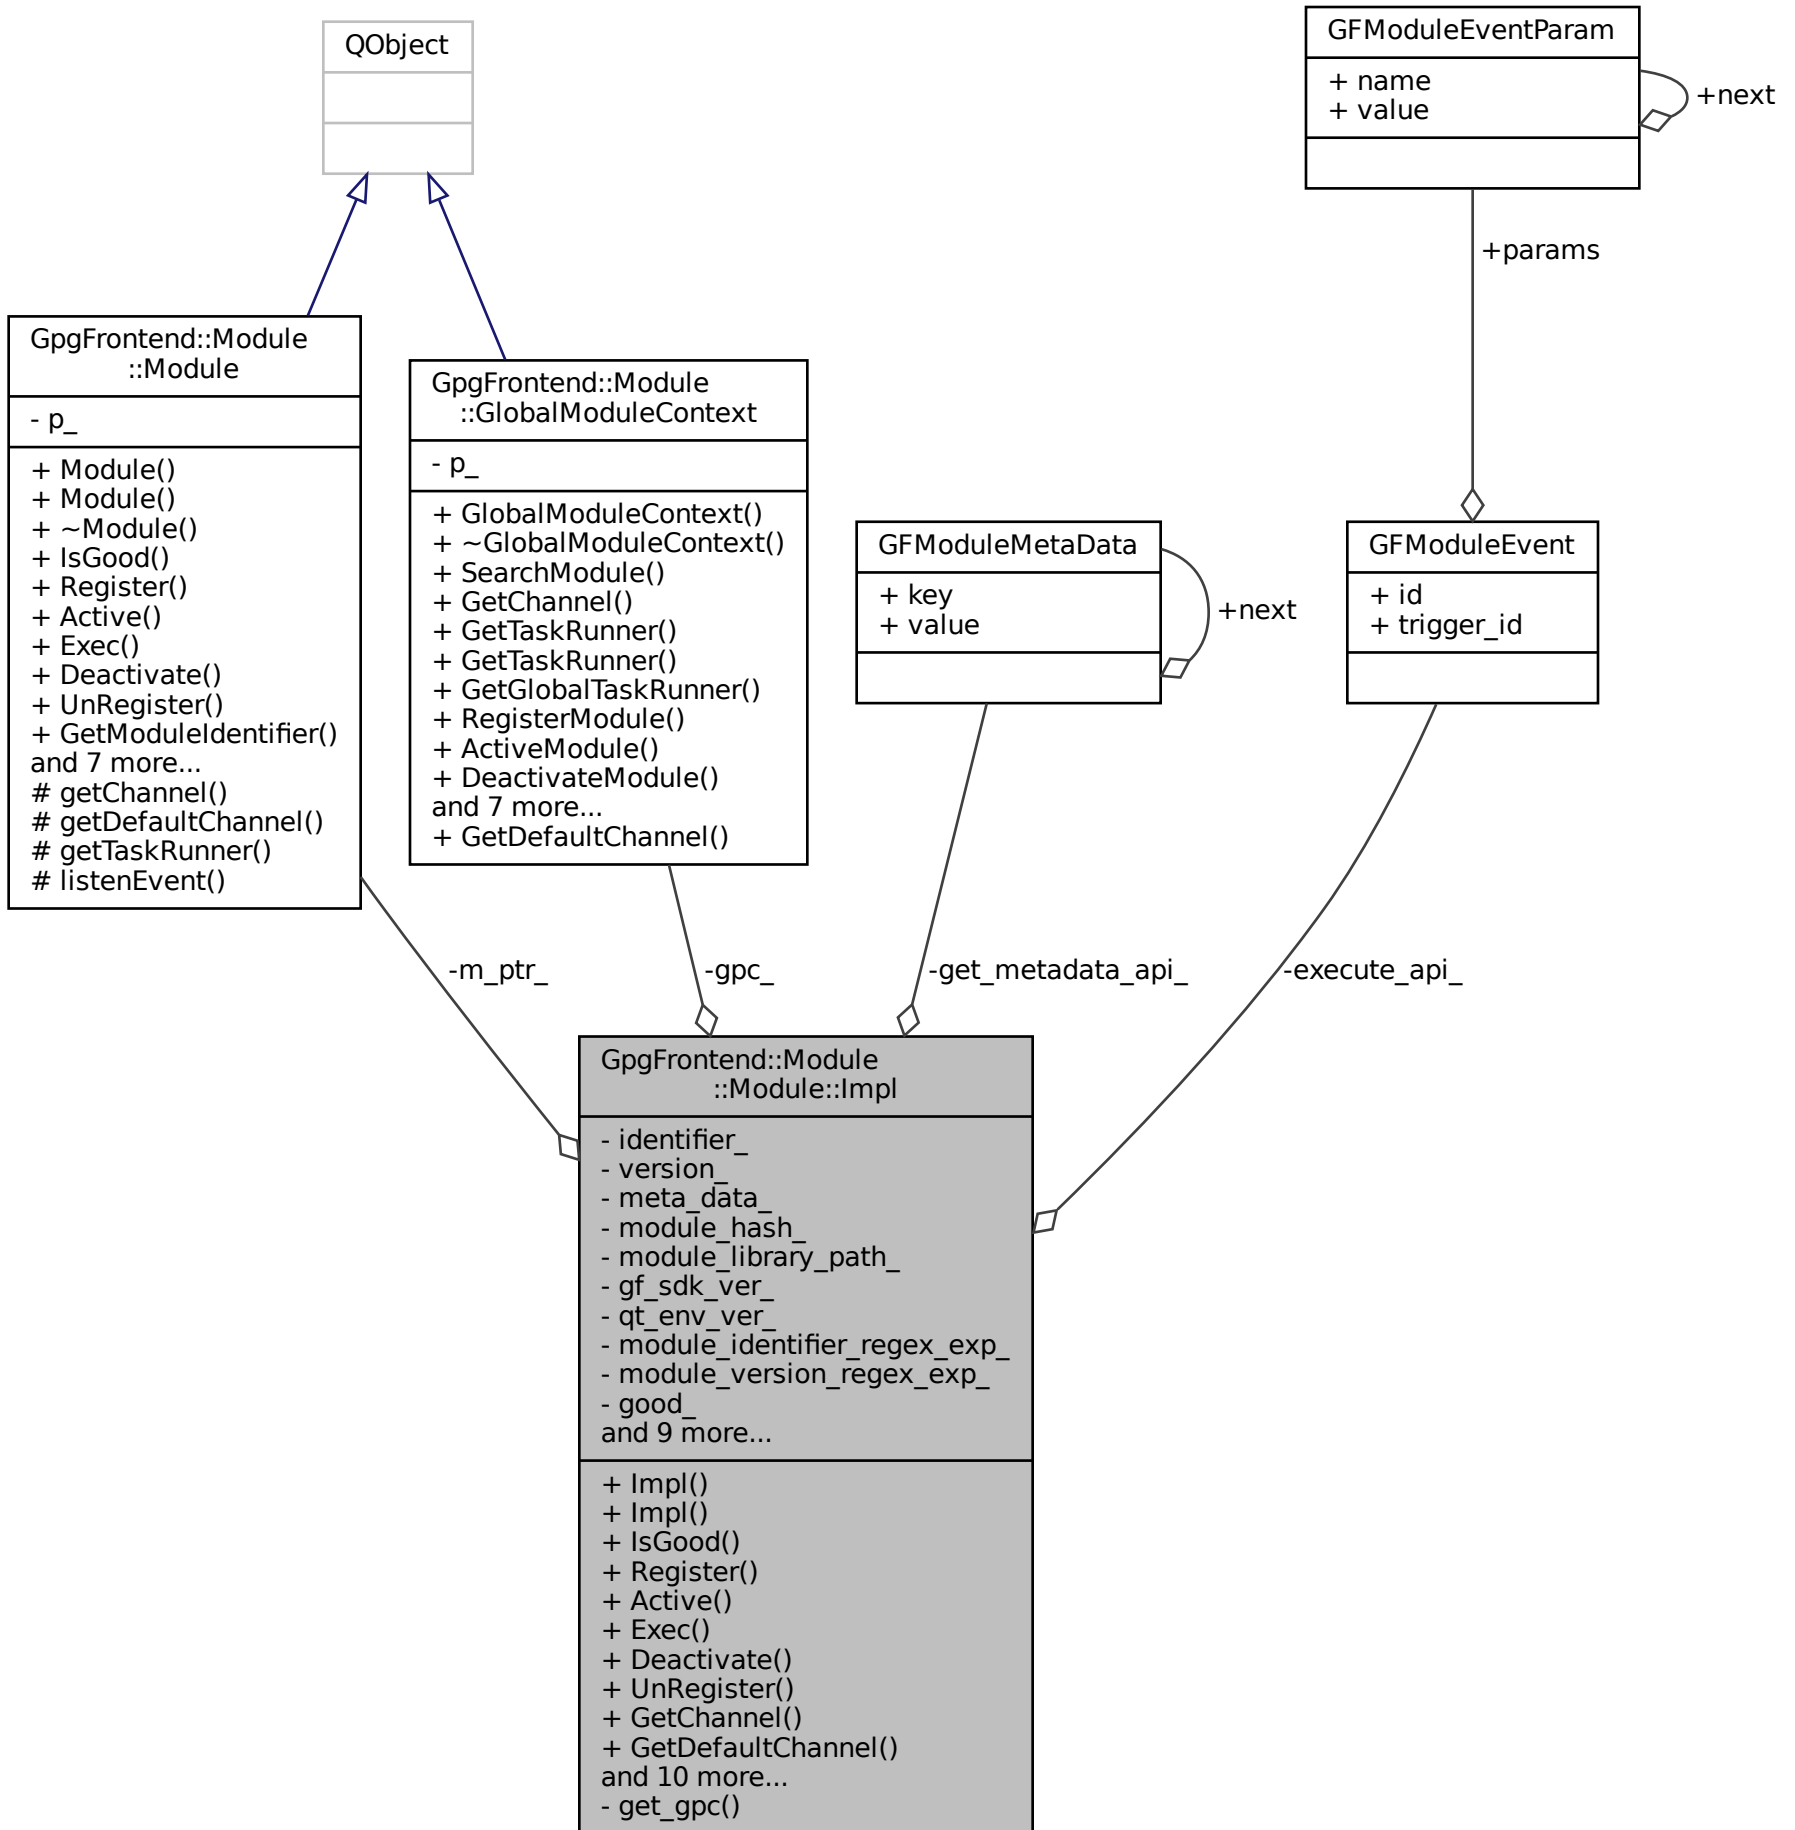 QObject
GFModuleEventParam
+ name
+ value
+next
+params
GpgFrontend::Module
::Module
- p_
+ Module()
+ Module()
+ ~Module()
+ IsGood()
+ Register()
+ Active()
+ Exec()
+ Deactivate()
+ UnRegister()
+ GetModuleIdentifier()
and 7 more...
# getChannel()
# getDefaultChannel()
# getTaskRunner()
# listenEvent()
GpgFrontend::Module
::GlobalModuleContext
- p_
+ GlobalModuleContext()
+ ~GlobalModuleContext()
+ SearchModule()
+ GetChannel()
+ GetTaskRunner()
+ GetTaskRunner()
+ GetGlobalTaskRunner()
+ RegisterModule()
+ ActiveModule()
+ DeactivateModule()
and 7 more...
+ GetDefaultChannel()
GFModuleMetaData
+ key
+ value
+next
GFModuleEvent
+ id
+ trigger_id
-m_ptr_
-gpc_
-get_metadata_api_
-execute_api_
GpgFrontend::Module
::Module::Impl
- identifier_
- version_
- meta_data_
- module_hash_
- module_library_path_
- gf_sdk_ver_
- qt_env_ver_
- module_identifier_regex_exp_
- module_version_regex_exp_
- good_
and 9 more...
+ Impl()
+ Impl()
+ IsGood()
+ Register()
+ Active()
+ Exec()
+ Deactivate()
+ UnRegister()
+ GetChannel()
+ GetDefaultChannel()
and 10 more...
- get_gpc()